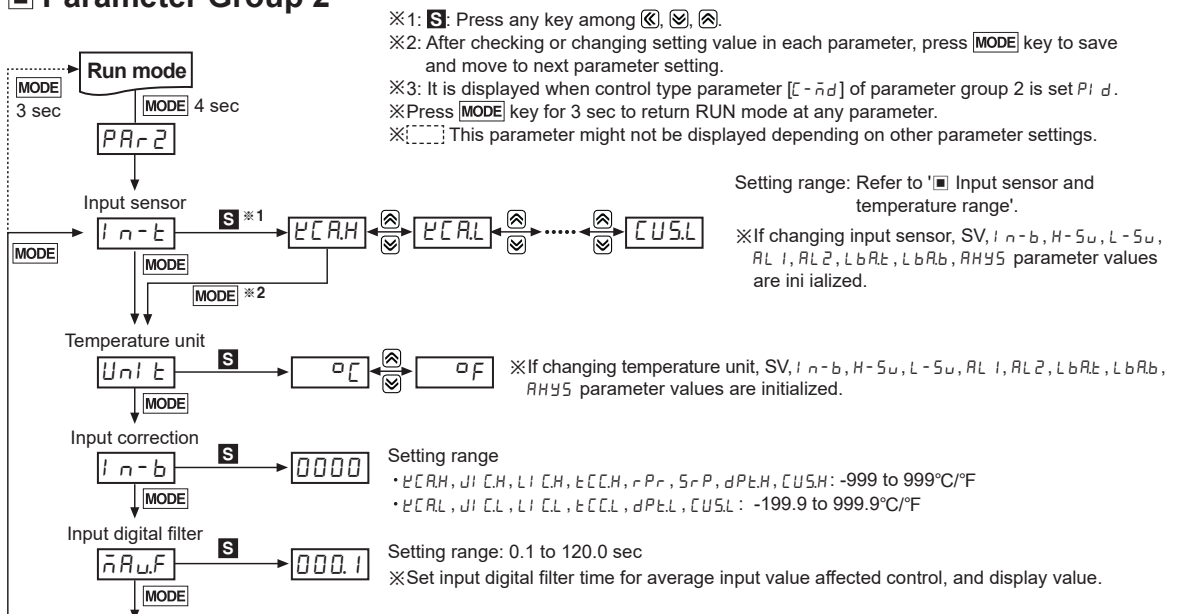 ■ Parameter Group 2
※1: S: Press any key among «, ︾, ︽.
※2: After checking or changing setting value in each parameter, press MODE key to save
and move to next parameter setting.
※3: It is displayed when control type parameter [C-md] of parameter group 2 is set PId.
※Press MODE key for 3 sec to return RUN mode at any parameter.
※[ ] This parameter might not be displayed depending on other parameter settings.
Run mode
MODE
3 sec
MODE 4 sec
PAr2
Input sensor
In-t
S ※1
KCA.H
KCA.L
.....
CUS.L
MODE
MODE
MODE ※2
Setting range: Refer to '■ Input sensor and
temperature range'.
※If changing input sensor, SV, In-b, H-Sv, L-Sv,
AL1, AL2, LbA.t, LbA.b, AHYS parameter values
are ini ialized.
Temperature unit
UnIt
S
°C
°F
MODE
※If changing temperature unit, SV, In-b, H-Sv, L-Sv, AL1, AL2, LbA.t, LbA.b,
AHYS parameter values are initialized.
Input correction
In-b
S
0000
MODE
Setting range
•KCA.H, JIC.H, LIC.H, tCC.H, rPr, SrP, dPt.H, CUS.H: -999 to 999°C/°F
•KCA.L, JIC.L, LIC.L, tCC.L, dPt.L, CUS.L: -199.9 to 999.9°C/°F
Input digital filter
mAv.F
S
000.1
MODE
Setting range: 0.1 to 120.0 sec
※Set input digital filter time for average input value affected control, and display value.